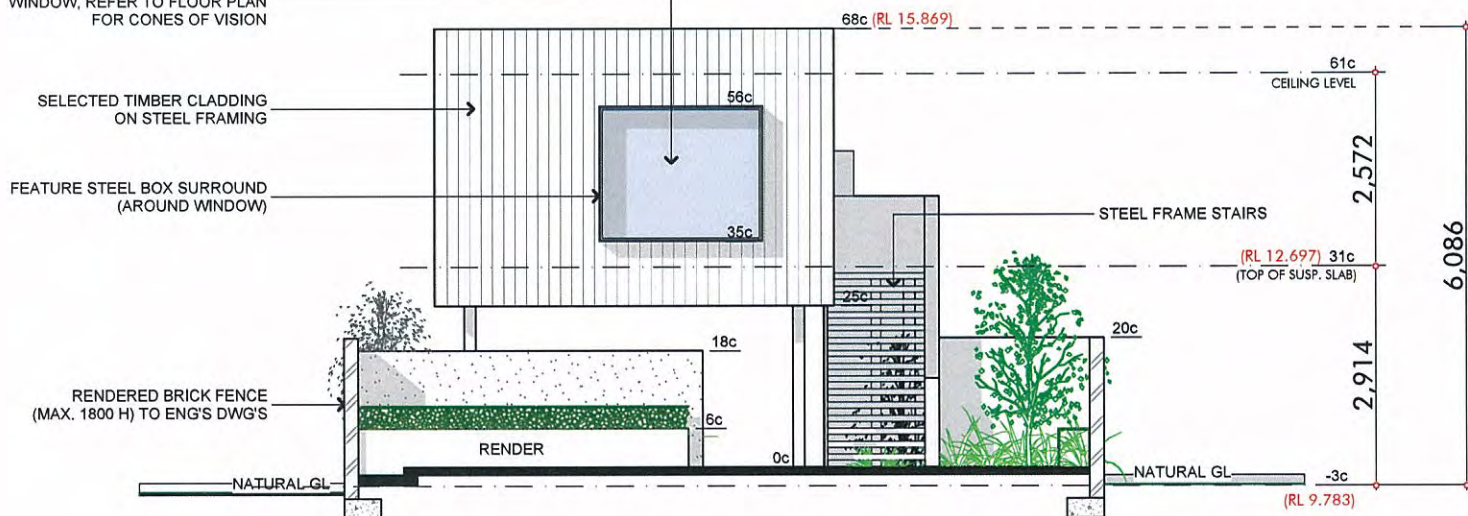 WINDOW, REFER TO FLOOR PLAN
FOR CONES OF VISION
68c (RL 15.869)
61c
CEILING LEVEL
SELECTED TIMBER CLADDING
ON STEEL FRAMING
56c
2,572
FEATURE STEEL BOX SURROUND
(AROUND WINDOW)
STEEL FRAME STAIRS
35c
(RL 12.697) 31c
(TOP OF SUSP. SLAB)
6,086
25c
20c
18c
2,914
RENDERED BRICK FENCE
(MAX. 1800 H) TO ENG'S DWG'S
6c
RENDER
0c
NATURAL GL
NATURAL GL
-3c
(RL 9.783)